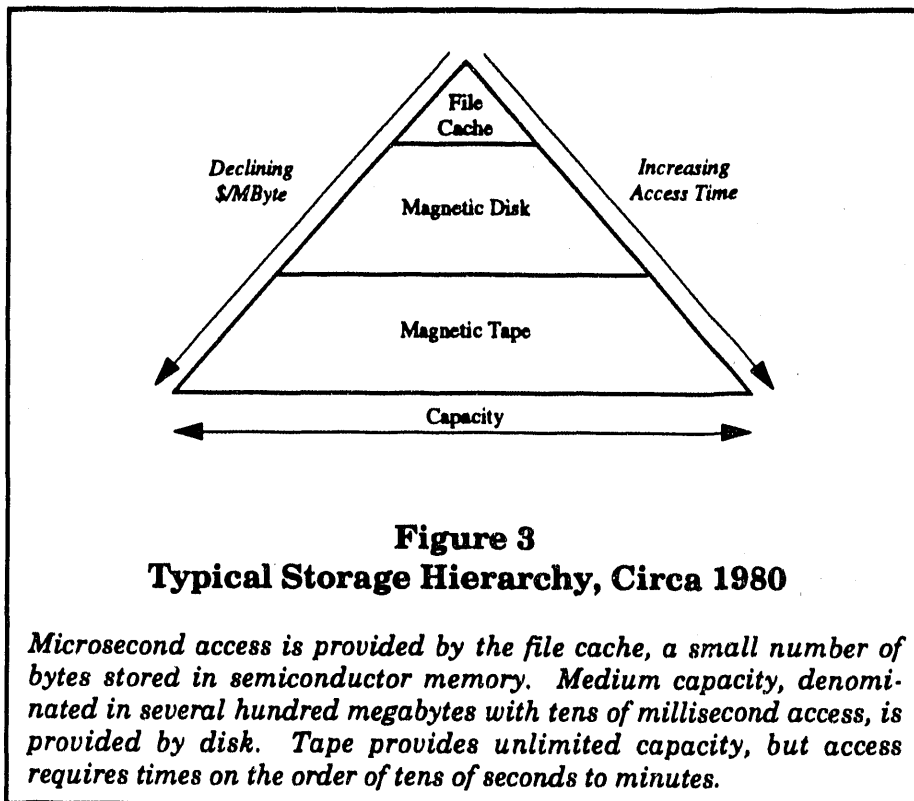 File
Cache
Declining
$/MByte
Increasing
Access Time
Magnetic Disk
Magnetic Tape
Capacity
Figure 3
Typical Storage Hierarchy, Circa 1980
Microsecond access is provided by the file cache, a small number of
bytes stored in semiconductor memory. Medium capacity, denomi-
nated in several hundred megabytes with tens of millisecond access, is
provided by disk. Tape provides unlimited capacity, but access
requires times on the order of tens of seconds to minutes.